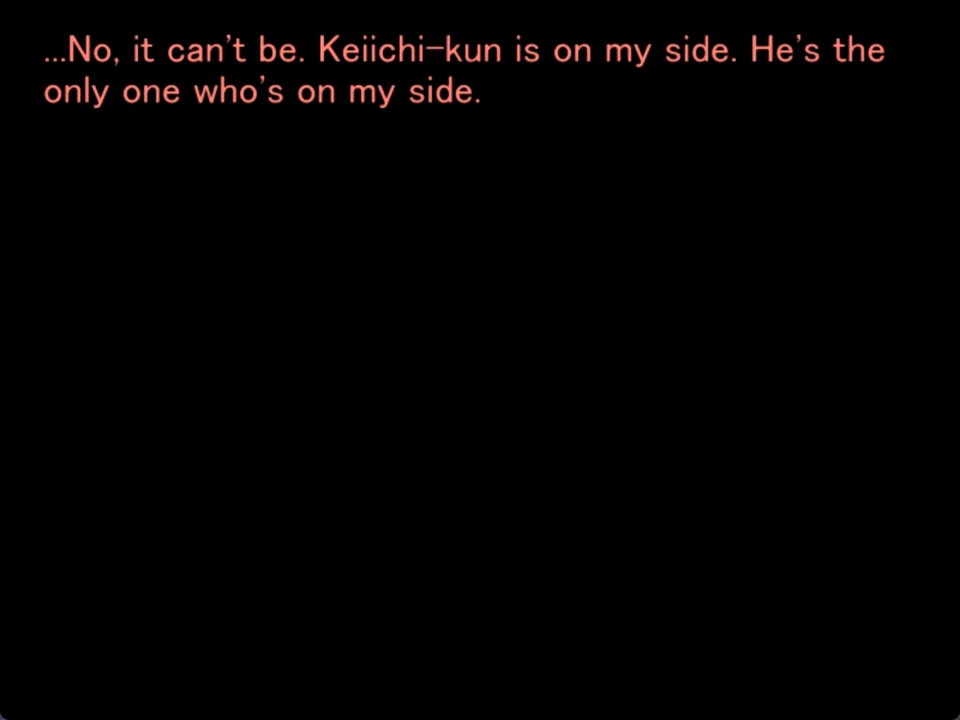 ...No, it can't be. Keiichi-kun is on my side. He's the
only one who's on my side.